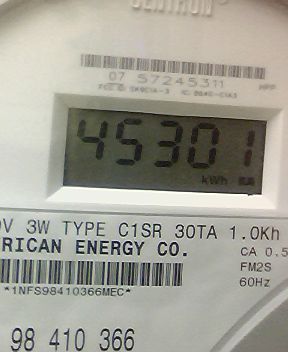 CENTRON
07 57245311
45301
kWh
V 3W TYPE C1SR 30TA 1.0Kh
RICAN ENERGY CO.
CA 0.5
FM2S
60Hz
*1NFS98410366MEC*
98 410 366